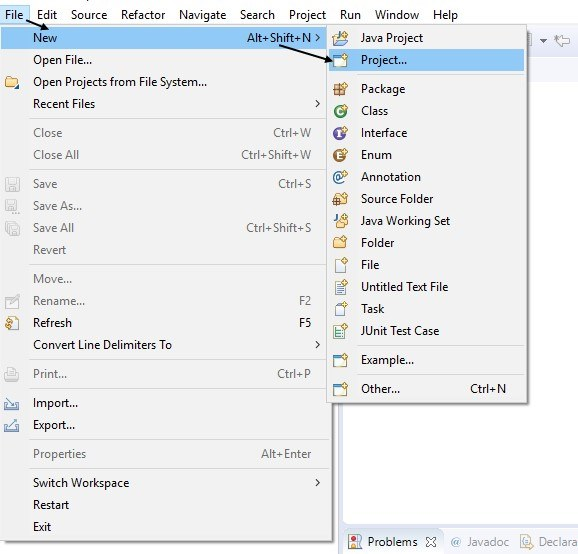 File Edit Source Refactor Navigate Search Project Run Window Help
New Alt+Shift+N
Open File...
Open Projects from File System...
Recent Files
Close Ctrl+W
Close All Ctrl+Shift+W
Save Ctrl+S
Save As...
Save All Ctrl+Shift+S
Revert
Move...
Rename... F2
Refresh F5
Convert Line Delimiters To
Print... Ctrl+P
Import...
Export...
Properties Alt+Enter
Switch Workspace
Restart
Exit
Java Project
Project...
Package
Class
Interface
Enum
Annotation
Source Folder
Java Working Set
Folder
File
Untitled Text File
Task
JUnit Test Case
Example...
Other... Ctrl+N
Problems @ Javadoc Declara